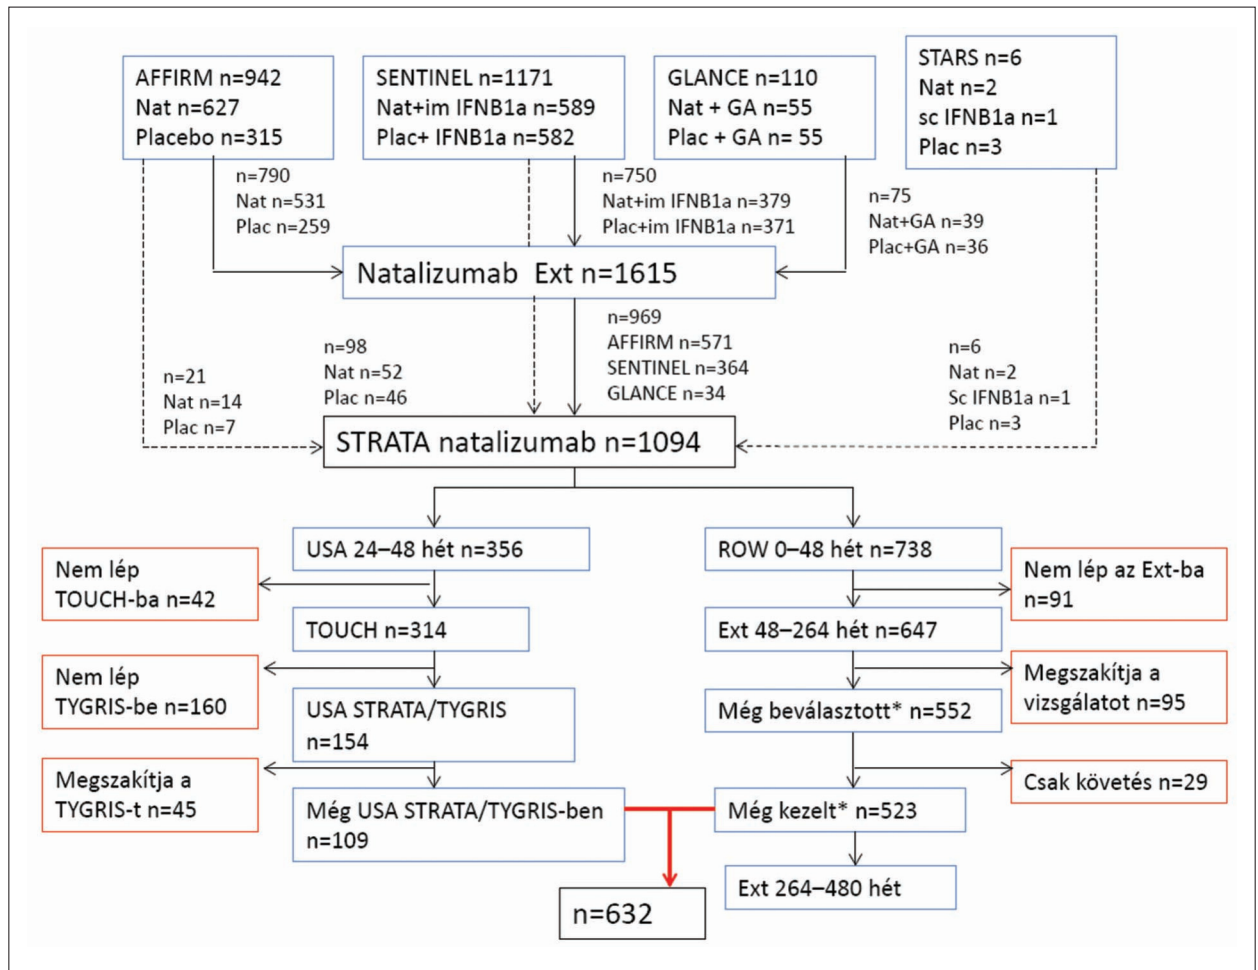 AFFIRM n=942
Nat n=627
Placebo n=315
SENTINEL n=1171
Nat+im IFNB1a n=589
Plac+ IFNB1a n=582
GLANCE n=110
Nat + GA n=55
Plac + GA n= 55
STARS n=6
Nat n=2
sc IFNB1a n=1
Plac n=3
n=790
Nat n=531
Plac n=259
n=750
Nat+im IFNB1a n=379
Plac+im IFNB1a n=371
n=75
Nat+GA n=39
Plac+GA n=36
Natalizumab Ext n=1615
n=21
Nat n=14
Plac n=7
n=98
Nat n=52
Plac n=46
n=969
AFFIRM n=571
SENTINEL n=364
GLANCE n=34
n=6
Nat n=2
Sc IFNB1a n=1
Plac n=3
STRATA natalizumab n=1094
USA 24–48 hét n=356
ROW 0–48 hét n=738
Nem lép
TOUCH-ba n=42
Nem lép az Ext-ba
n=91
TOUCH n=314
Ext 48–264 hét n=647
Nem lép
TYGRIS-be n=160
Megszakítja a
vizsgálatot n=95
USA STRATA/TYGRIS
n=154
Még beválasztott* n=552
Megszakítja a
TYGRIS-t n=45
Csak követés n=29
Még USA STRATA/TYGRIS-ben
n=109
Még kezelt* n=523
Ext 264–480 hét
n=632